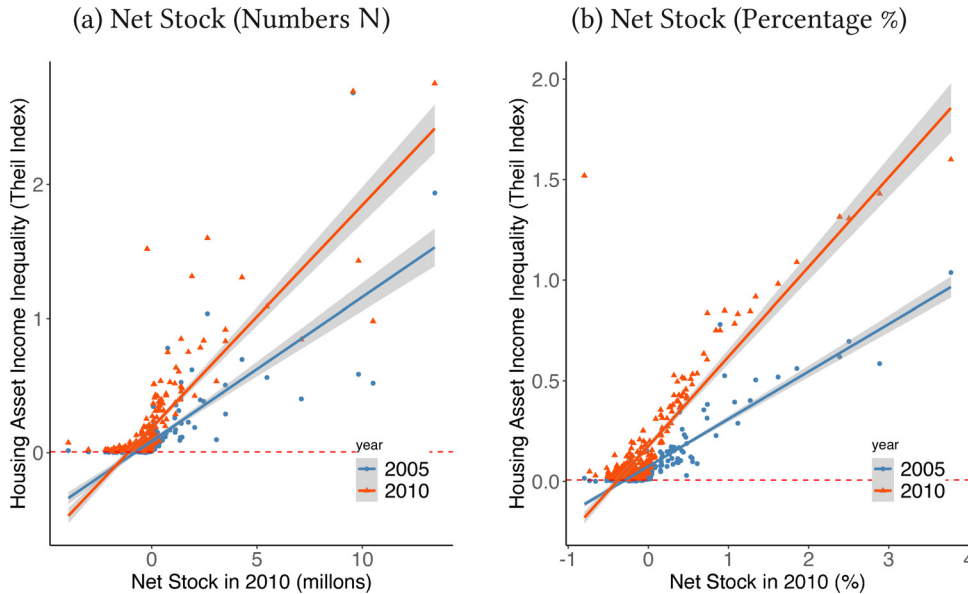 (a) Net Stock (Numbers N)
Housing Asset Income Inequality (Theil Index)
2
1
0
0
5
10
Net Stock in 2010 (millons)
year
2005
2010
(b) Net Stock (Percentage %)
Housing Asset Income Inequality (Theil Index)
2.0
1.5
1.0
0.5
0.0
-1
0
1
2
3
4
Net Stock in 2010 (%)
year
2005
2010